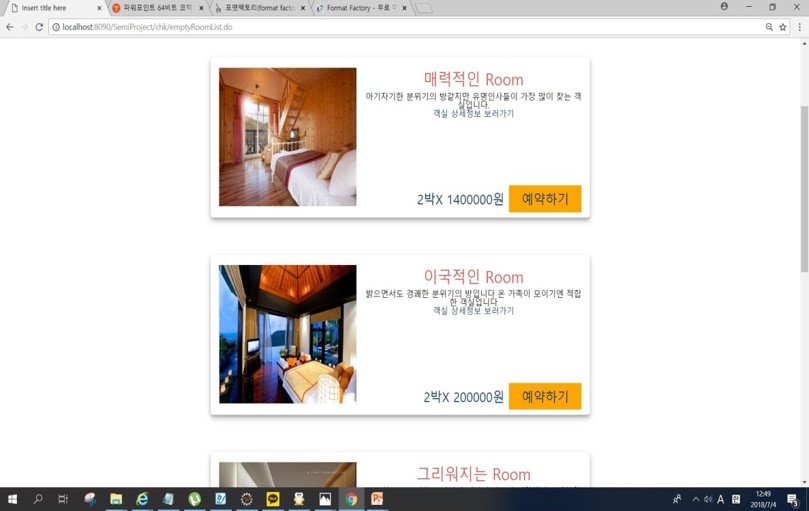 Insert title here
파워포인트 64비트 코덱
포맷팩토리(format facto
Format Factory - 무료 미
localhost:8090/SemiProject/chk/emptyRoomList.do
매력적인 Room
아기자기한 분위기의 방같지만 유명인사들이 가장 많이 찾는 객
실입니다.
객실 상세정보 보러가기
2박X 1400000원
예약하기
이국적인 Room
밝으면서도 경쾌한 분위기의 방입니다 온 가족이 모이기엔 적합
한 객실입니다
객실 상세정보 보러가기
2박X 200000원
예약하기
그리워지는 Room
A
12:49
2018/7/4
3